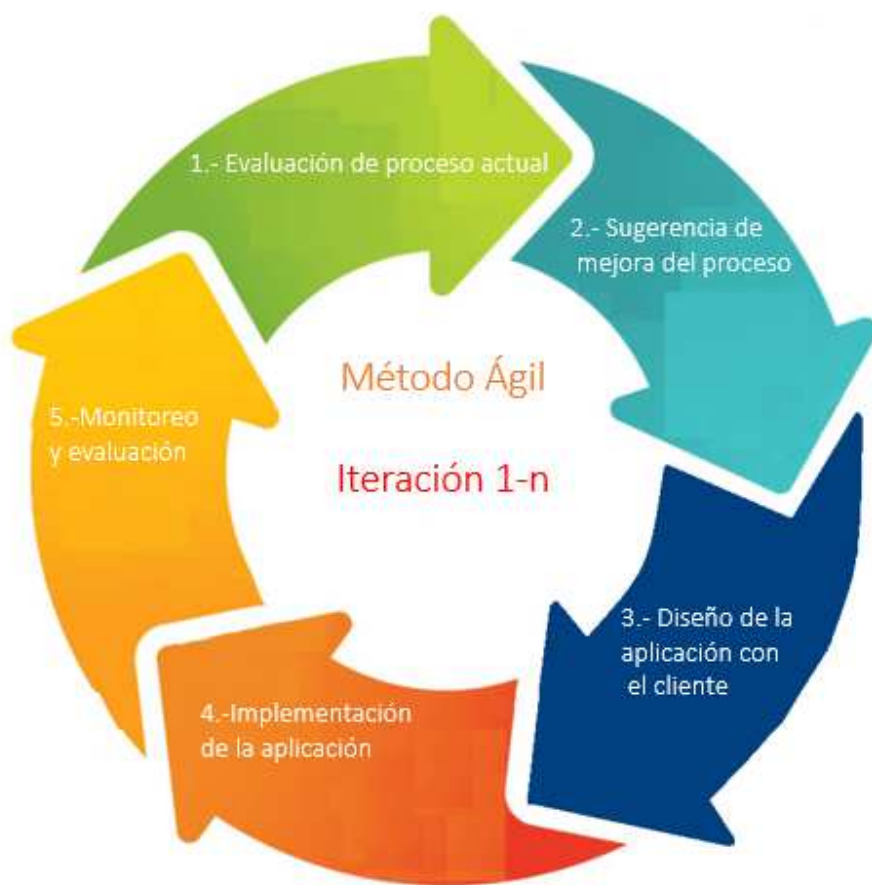 1.- Evaluación de proceso actual
2.- Sugerencia de
mejora del proceso
Método Ágil
Iteración 1-n
3.- Diseño de la
aplicación con
el cliente
4.-Implementación
de la aplicación
5.-Monitoreo
y evaluación